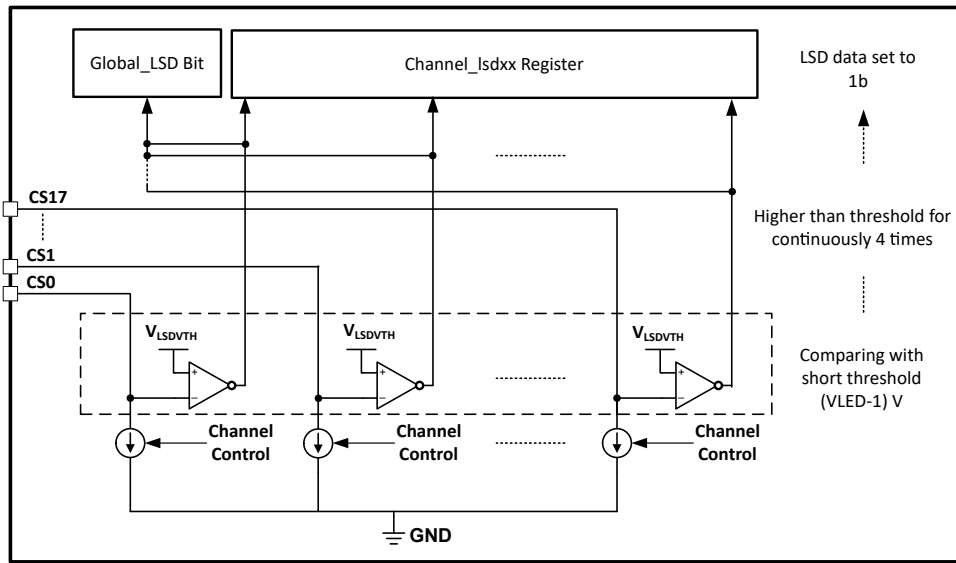 Global_LSD Bit
Channel_lsdxx Register
LSD data set to
1b
CS17
CS1
CS0
Higher than threshold for
continuously 4 times
VLSDVTH
VLSDVTH
VLSDVTH
+
−
+
−
+
−
Comparing with
short threshold
(VLED-1) V
Channel
Control
Channel
Control
Channel
Control
GND